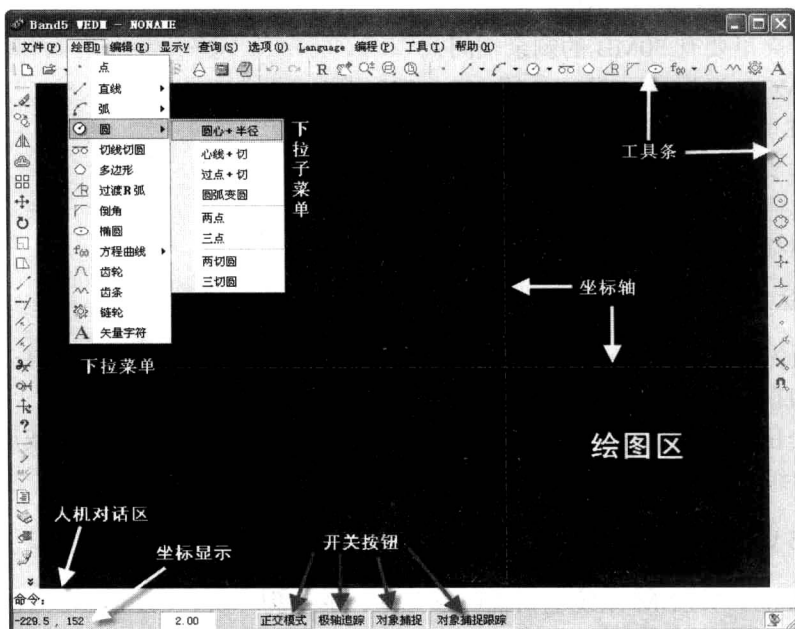 Band5 WEDM - NONAME
文件(F) 绘图D 编辑(E) 显示V 查询(S) 选项(O) Language 编程(P) 工具(T) 帮助(H)
R f(x) A
点
直线
弧
圆
切线切圆
多边形
过渡R弧
倒角
椭圆
f(x) 方程曲线
齿轮
齿条
链轮
A 矢量字符
圆心+半径
心线+切
过点+切
圆弧变圆
两点
三点
两切圆
三切圆
下拉子菜单
工具条
坐标轴
下拉菜单
绘图区
人机对话区
坐标显示
开关按钮
命令:
-229.5 , 152
2.00
正交模式 极轴追踪 对象捕捉 对象捕捉跟踪